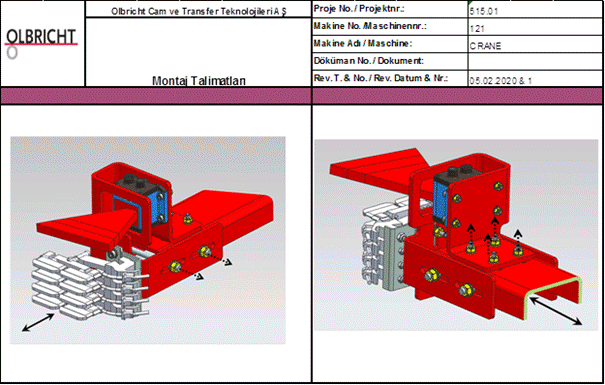 OLBRICHT
Olbricht Cam ve Transfer Teknolojileri A Ş
Montaj Talimatları
Proje No. / Projektnr.: 515.01
Makine No. /Maschinennr.: 121
Makine Adı / Maschine: CRANE
Döküman No. / Dokument:
Rev. T. & No. / Rev. Datum & Nr.: 05.02.2020 & 1